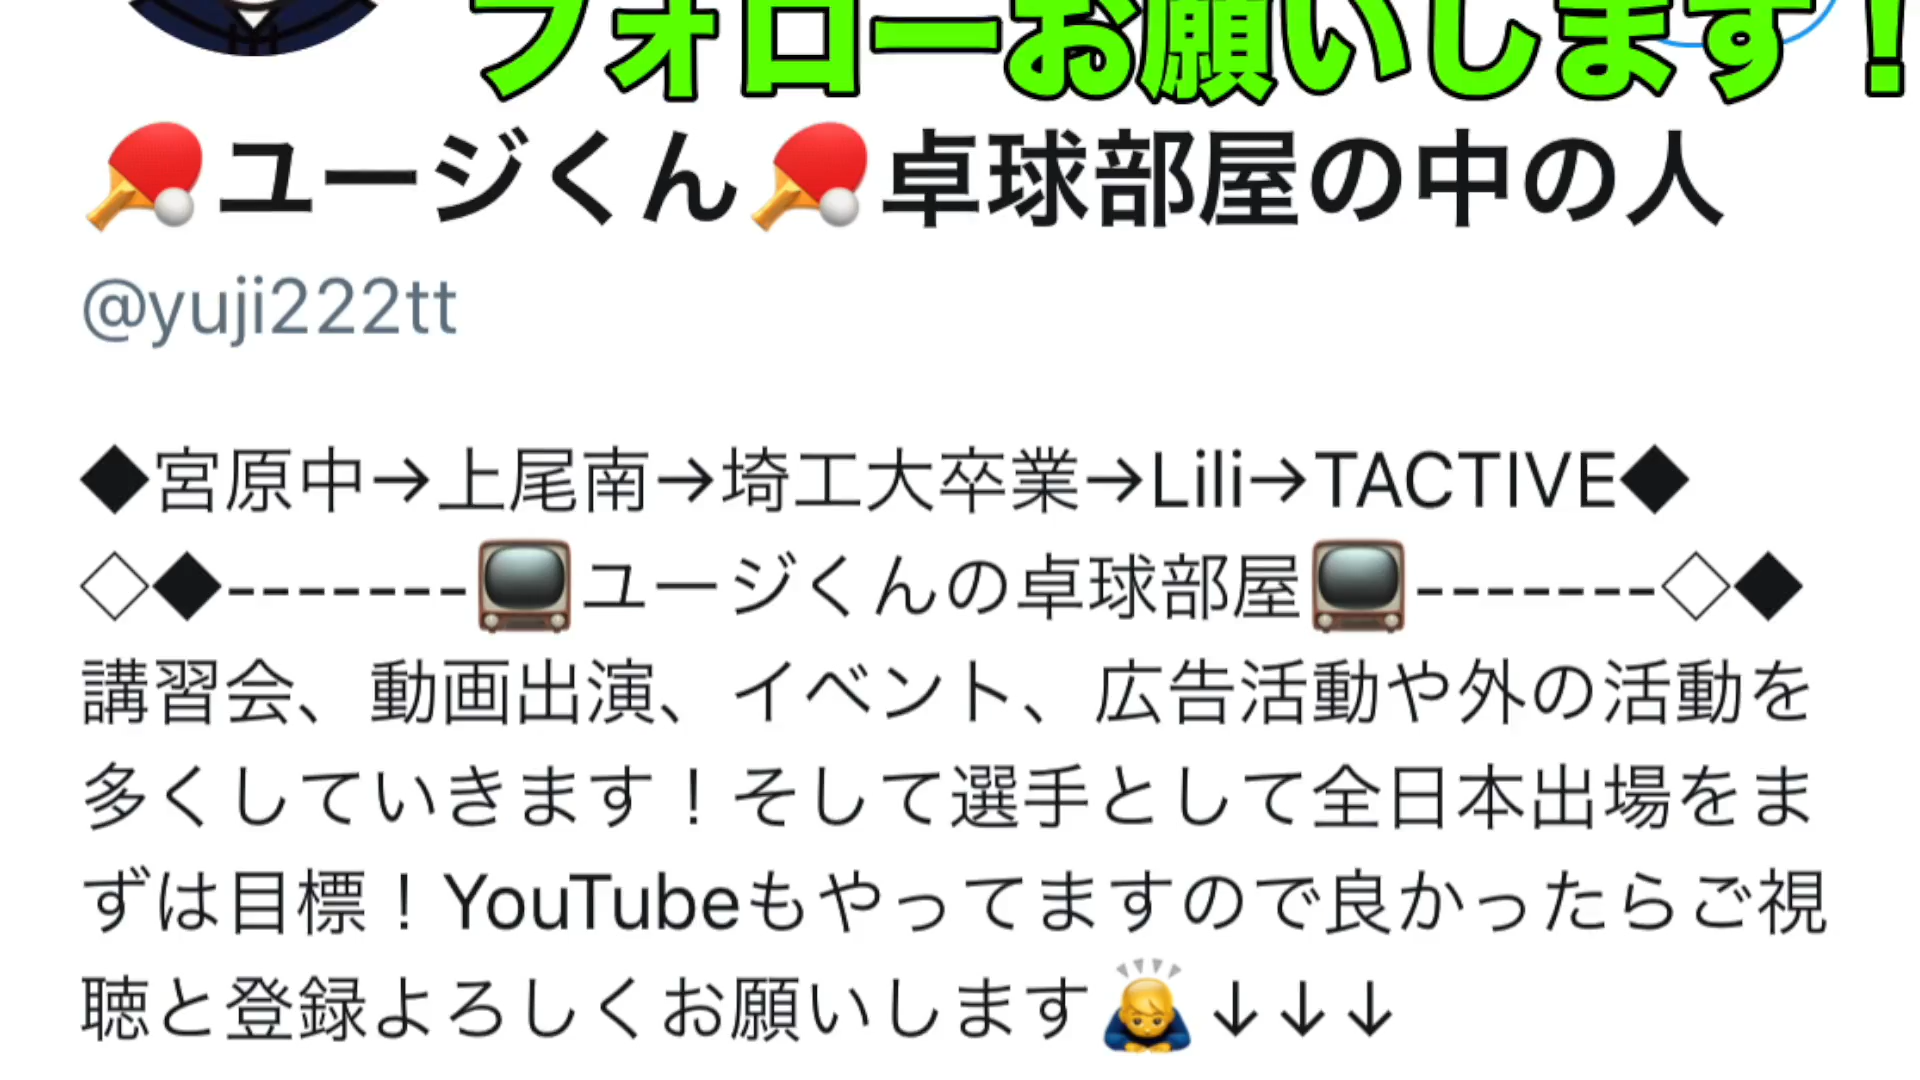 フォローお願いします！
🏓ユージくん🏓卓球部屋の中の人
@yuji222tt
◆宮原中→上尾南→埼工大卒業→Lili→TACTIVE◆
◇◆-------📺ユージくんの卓球部屋📺-------◇◆
講習会、動画出演、イベント、広告活動や外の活動を
多くしていきます！そして選手として全日本出場をま
ずは目標！YouTubeもやってますので良かったらご視
聴と登録よろしくお願いします🙇↓↓↓